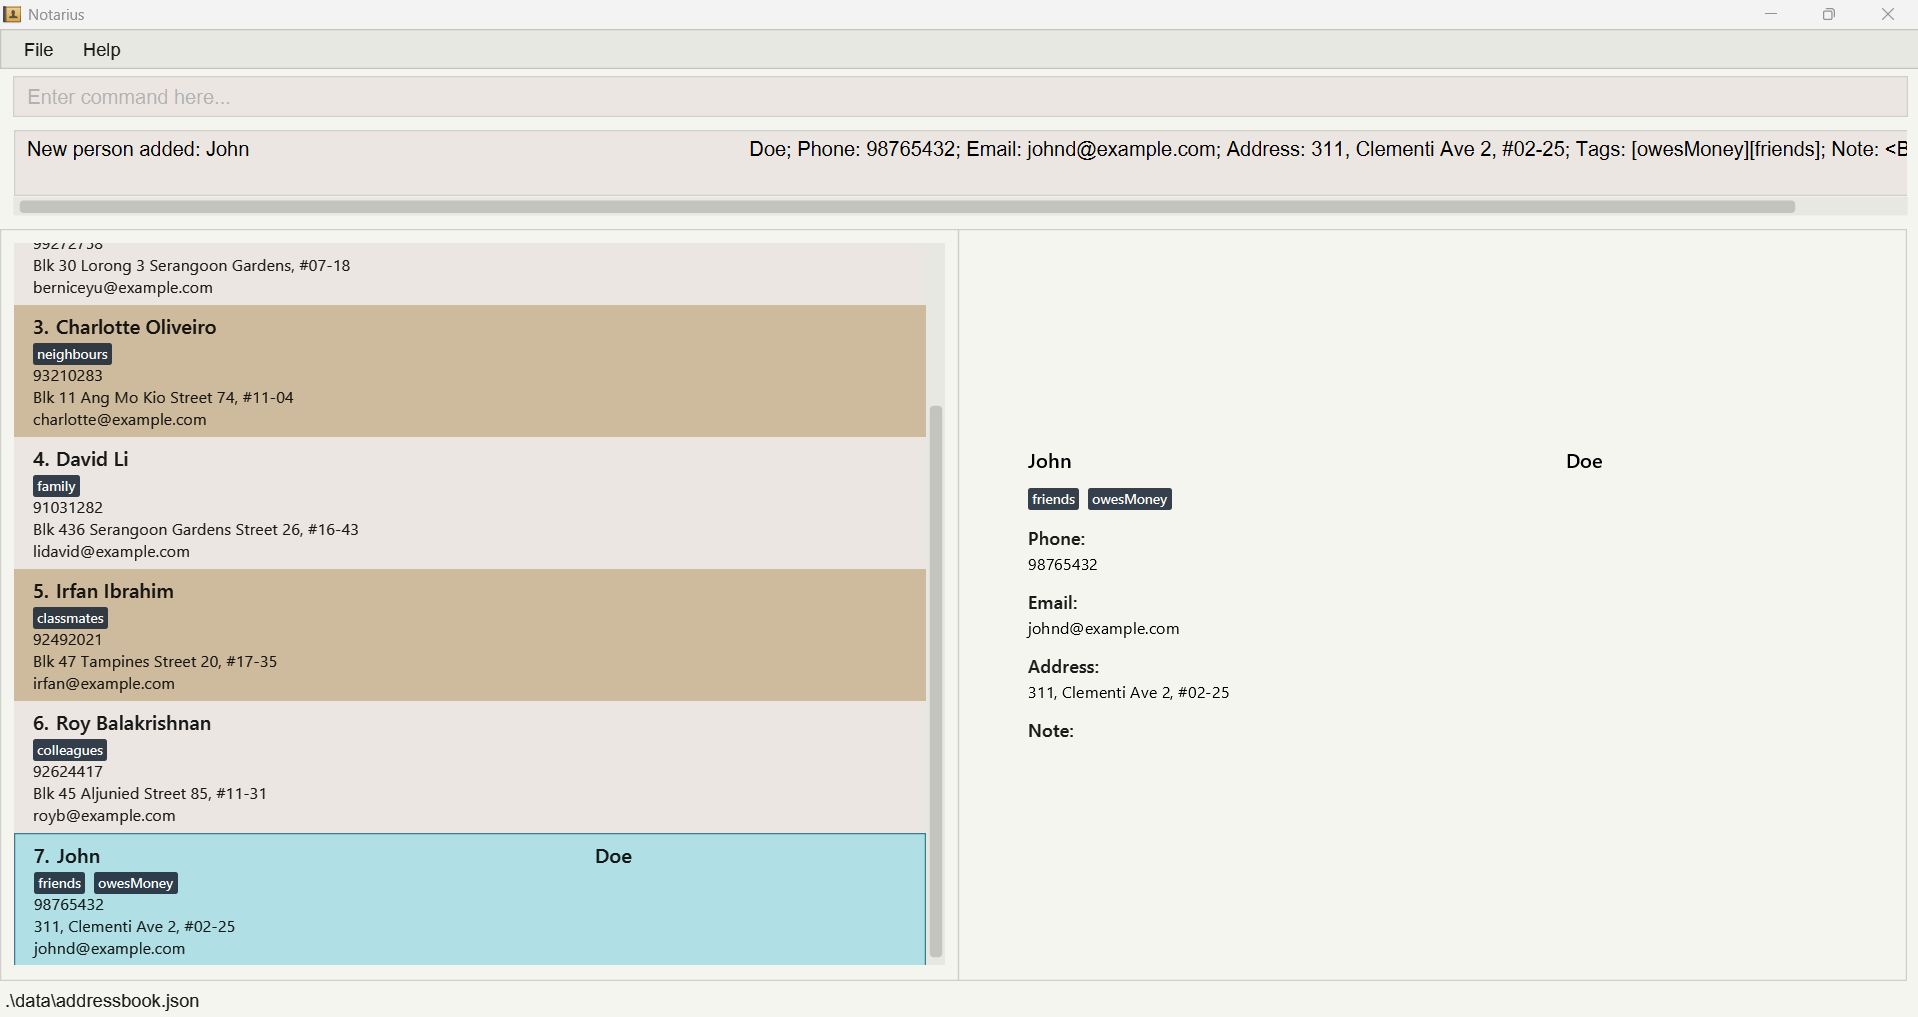 Notarius
File Help
Enter command here...
New person added: John Doe; Phone: 98765432; Email: johnd@example.com; Address: 311, Clementi Ave 2, #02-25; Tags: [owesMoney][friends]; Note: <B
99272758
Blk 30 Lorong 3 Serangoon Gardens, #07-18
berniceyu@example.com
3. Charlotte Oliveiro
neighbours
93210283
Blk 11 Ang Mo Kio Street 74, #11-04
charlotte@example.com
4. David Li
family
91031282
Blk 436 Serangoon Gardens Street 26, #16-43
lidavid@example.com
5. Irfan Ibrahim
classmates
92492021
Blk 47 Tampines Street 20, #17-35
irfan@example.com
6. Roy Balakrishnan
colleagues
92624417
Blk 45 Aljunied Street 85, #11-31
royb@example.com
7. John Doe
friends owesMoney
98765432
311, Clementi Ave 2, #02-25
johnd@example.com
John Doe
friends owesMoney
Phone:
98765432
Email:
johnd@example.com
Address:
311, Clementi Ave 2, #02-25
Note:
.\data\addressbook.json